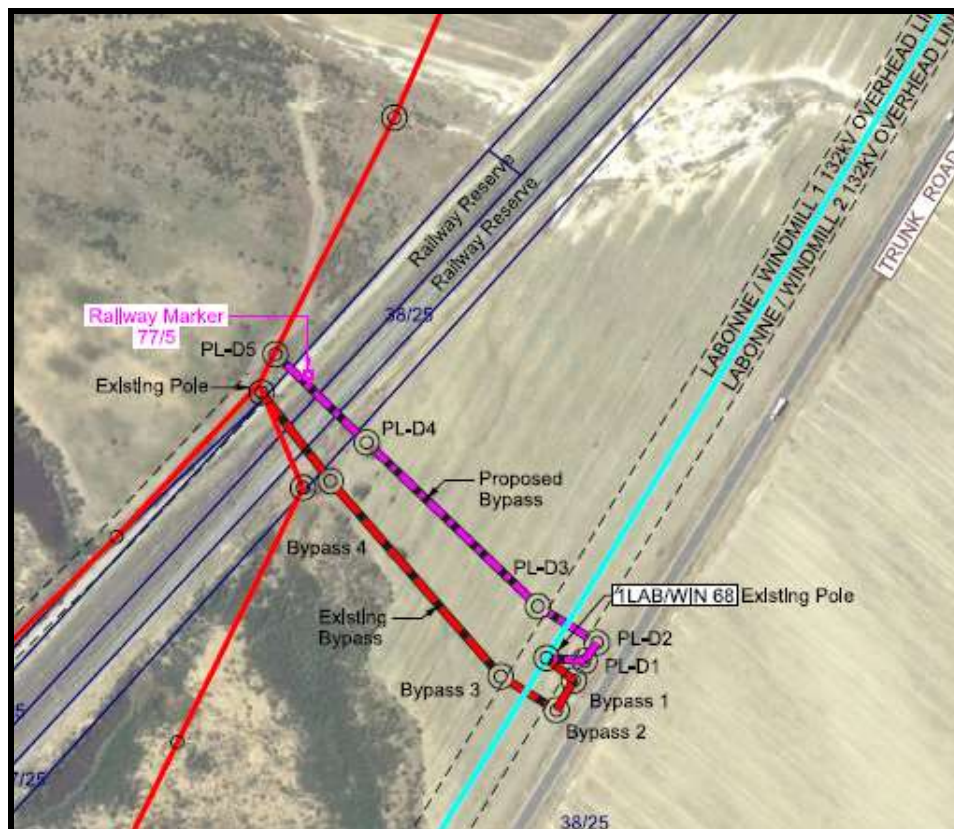 LABONNE / WINDMILL 1 132kV OVERHEAD LIN
LABONNE / WINDMILL 2 132kV OVERHEAD LIN
TRUNK ROAD
Railway Reserve
Railway Reserve
38/25
Railway Marker
77/5
PL-D5
Existing Pole
PL-D4
Proposed
Bypass
Bypass 4
PL-D3
1LAB/WIN 68 Existing Pole
Existing
Bypass
PL-D2
PL-D1
Bypass 3
Bypass 1
Bypass 2
38/25